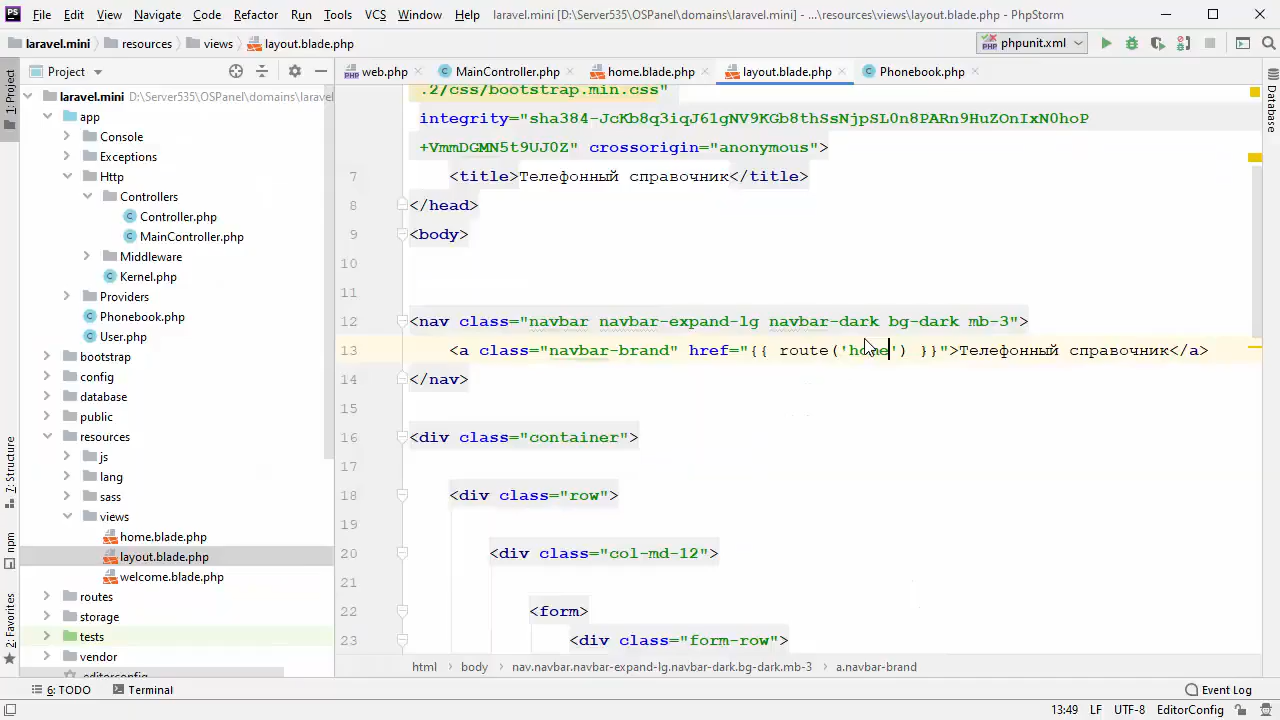 File Edit View Navigate Code Refactor Run Tools VCS Window Help laravel.mini [D:\Server535\OSPanel\domains\laravel.mini] - ...\resources\views\layout.blade.php - PhpStorm
laravel.mini resources views layout.blade.php phpunit.xml
Project web.php MainController.php home.blade.php layout.blade.php Phonebook.php
1: Project
7: Structure
npm
2: Favorites
Database
laravel.mini D:\Server535\OSPanel\domains\laravel
app
Console
Exceptions
Http
Controllers
Controller.php
MainController.php
Middleware
Kernel.php
Providers
Phonebook.php
User.php
bootstrap
config
database
public
resources
js
lang
sass
views
home.blade.php
layout.blade.php
welcome.blade.php
routes
storage
tests
vendor
.editorconfig
.2/css/bootstrap.min.css"
integrity="sha384-JcKb8q3iqJ61gNV9KGb8thSsNjpSL0n8PARn9HuZOnIxN0hoP
+VmmDGMN5t9UJ0Z" crossorigin="anonymous">
7 <title>Телефонный справочник</title>
8 </head>
9 <body>
10
11
12 <nav class="navbar navbar-expand-lg navbar-dark bg-dark mb-3">
13 <a class="navbar-brand" href="{{ route('home') }}">Телефонный справочник</a>
14 </nav>
15
16 <div class="container">
17
18 <div class="row">
19
20 <div class="col-md-12">
21
22 <form>
23 <div class="form-row">
html body nav.navbar.navbar-expand-lg.navbar-dark.bg-dark.mb-3 a.navbar-brand
6: TODO Terminal Event Log
13:49 LF UTF-8 EditorConfig